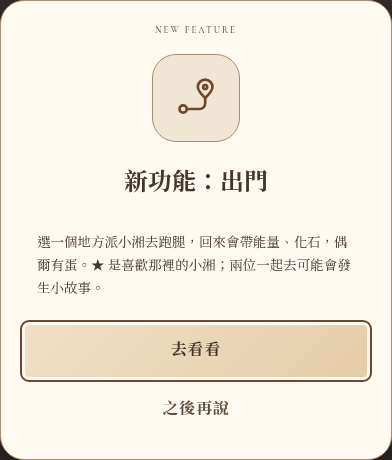 NEW FEATURE
新功能：出門
選一個地方派小湘去跑腿，回來會帶能量、化石，偶
爾有蛋。★ 是喜歡那裡的小湘；兩位一起去可能會發
生小故事。
去看看
之後再說